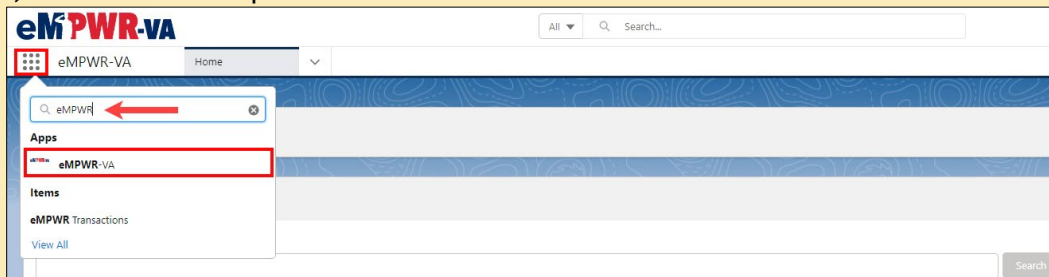 eMPWR-VA
All
Search...
eMPWR-VA
Home
eMPWR
Apps
eMPWR-VA
Items
eMPWR Transactions
View All
Search